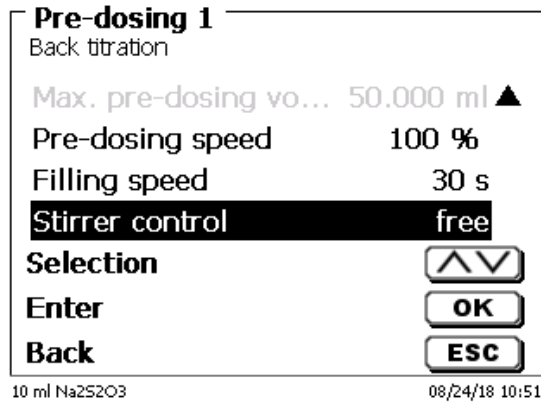 Pre-dosing 1
Back titration
Max. pre-dosing vo... 50.000 ml
Pre-dosing speed 100 %
Filling speed 30 s
Stirrer control free
Selection
Enter OK
Back ESC
10 ml Na2S2O3 08/24/18 10:51